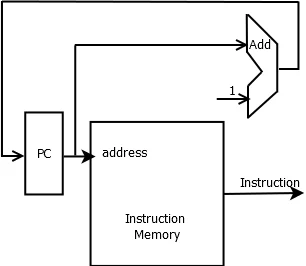 Add
1
PC
address
Instruction
Instruction
Memory